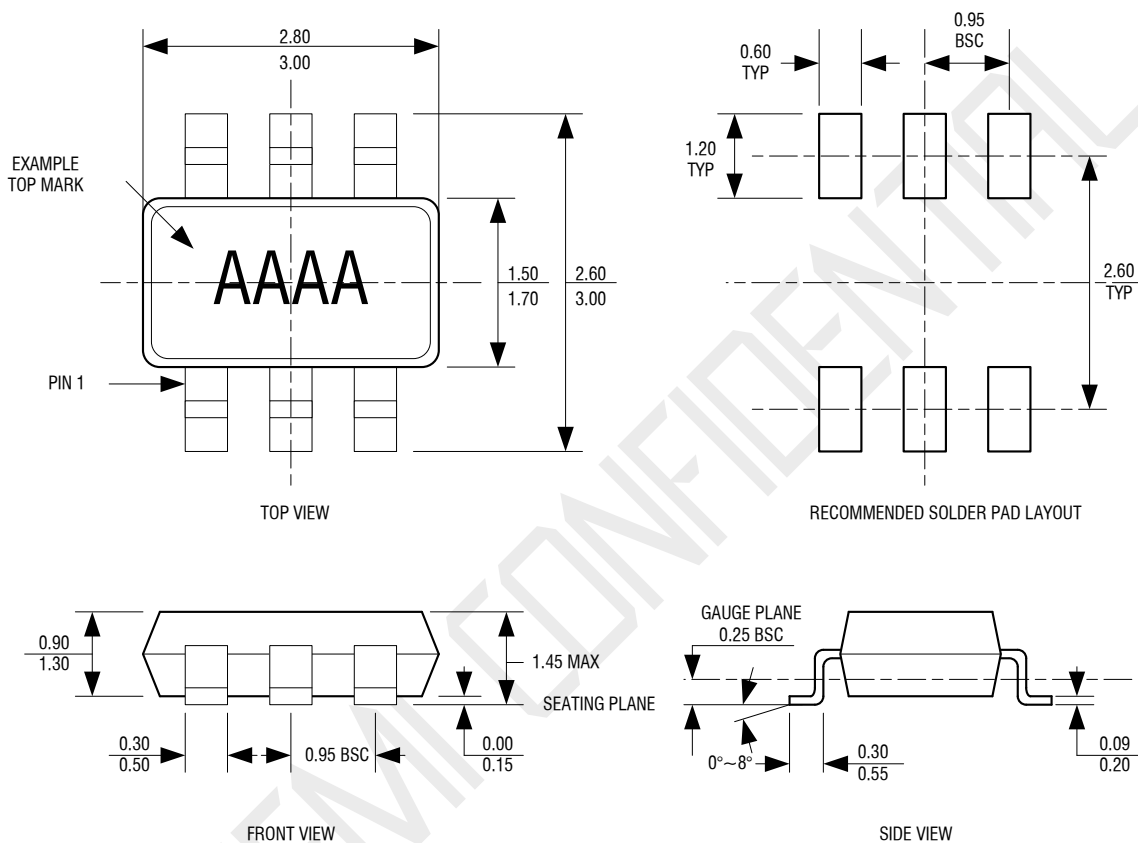 2.80
3.00
EXAMPLE
TOP MARK
AAAA
1.50
1.70
2.60
3.00
PIN 1
TOP VIEW
0.60
TYP
0.95
BSC
1.20
TYP
2.60
TYP
RECOMMENDED SOLDER PAD LAYOUT
0.90
1.30
1.45 MAX
SEATING PLANE
0.30
0.50
0.95 BSC
0.00
0.15
FRONT VIEW
GAUGE PLANE
0.25 BSC
0°~8°
0.30
0.55
0.09
0.20
SIDE VIEW
EMI CONFIDENTIAL